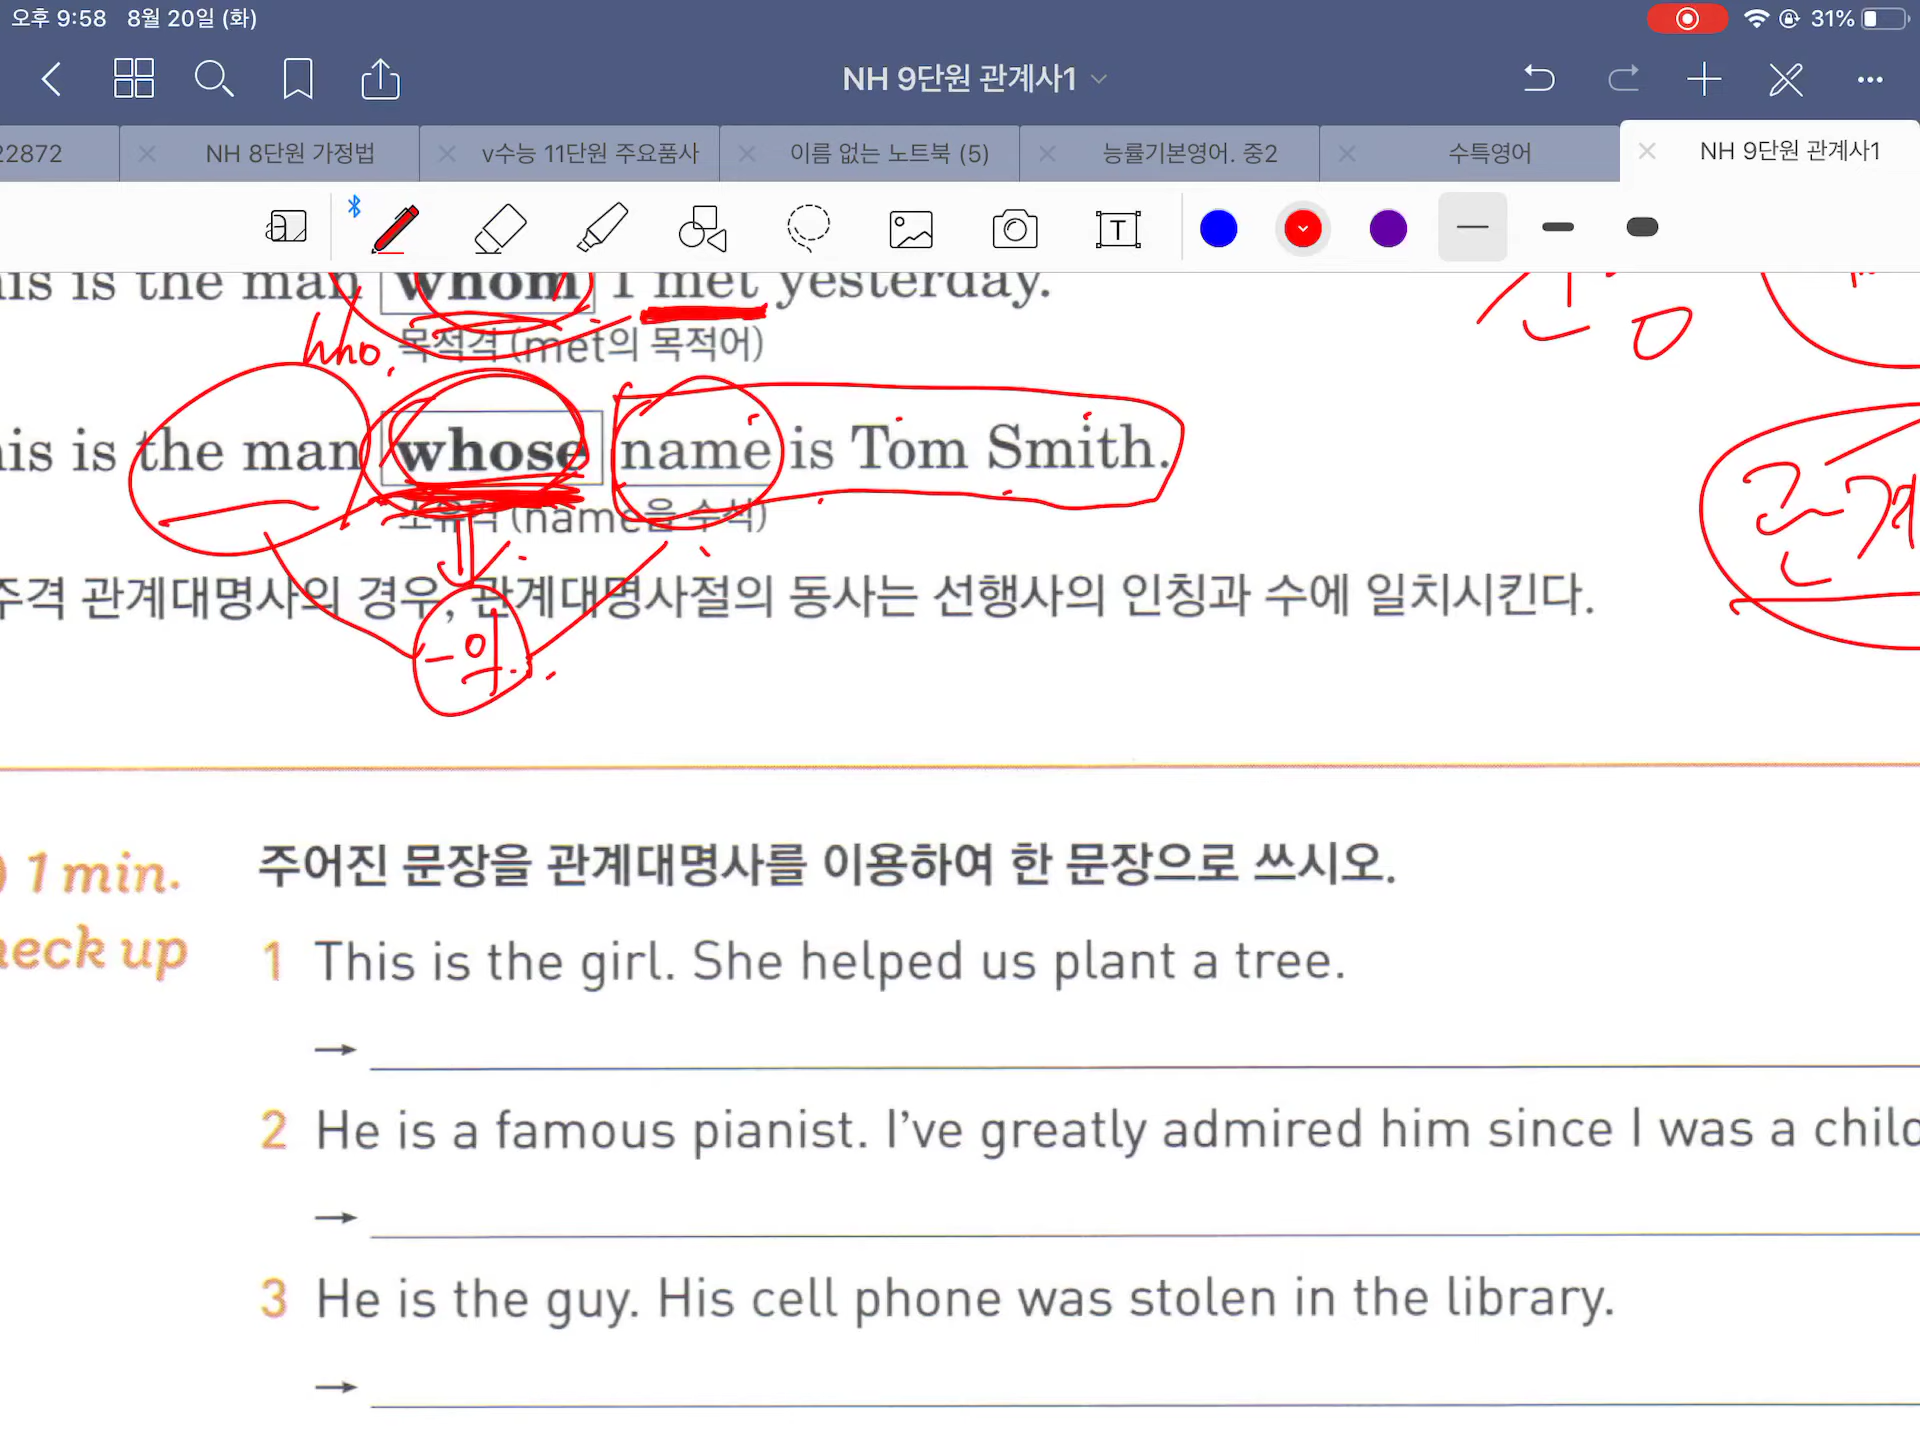 오후 9:58 8월 20일 (화) 31%
NH 9단원 관계사1
22872 NH 8단원 가정법 v수능 11단원 주요품사 이름 없는 노트북 (5) 능률기본영어. 중2 수특영어 NH 9단원 관계사1
is is the man whom I met yesterday.
who, 목적격 (met의 목적어)
is is the man whose name is Tom Smith.
소유격 (name을 수식)
관계
주격 관계대명사의 경우, 관계대명사절의 동사는 선행사의 인칭과 수에 일치시킨다.
-의
1 min.
check up
주어진 문장을 관계대명사를 이용하여 한 문장으로 쓰시오.
1 This is the girl. She helped us plant a tree.
→
2 He is a famous pianist. I've greatly admired him since I was a chil
→
3 He is the guy. His cell phone was stolen in the library.
→